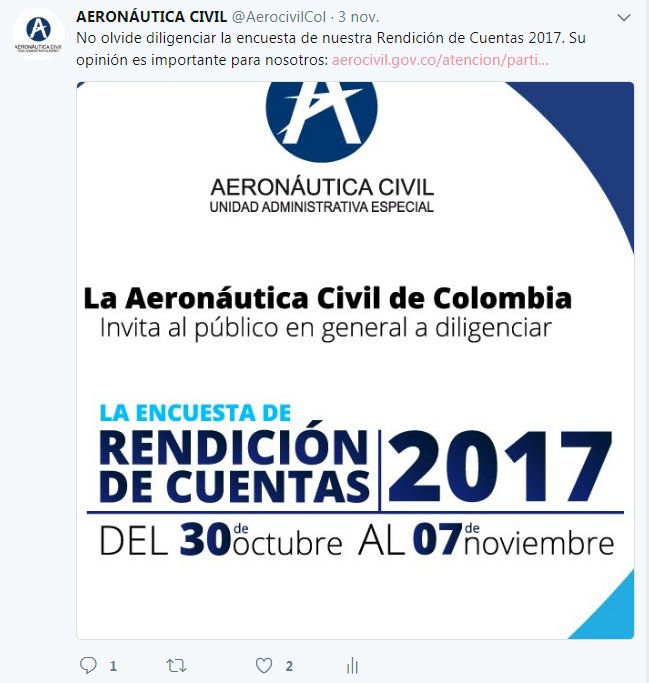 AERONÁUTICA CIVIL @AerocivilCol · 3 nov.
No olvide diligenciar la encuesta de nuestra Rendición de Cuentas 2017. Su
opinión es importante para nosotros: aerocivil.gov.co/atencion/parti...
AERONÁUTICA CIVIL
UNIDAD ADMINISTRATIVA ESPECIAL
La Aeronáutica Civil de Colombia
Invita al público en general a diligenciar
LA ENCUESTA DE
RENDICIÓN
DE CUENTAS
2017
DEL 30 de octubre AL 07 de noviembre
1
2